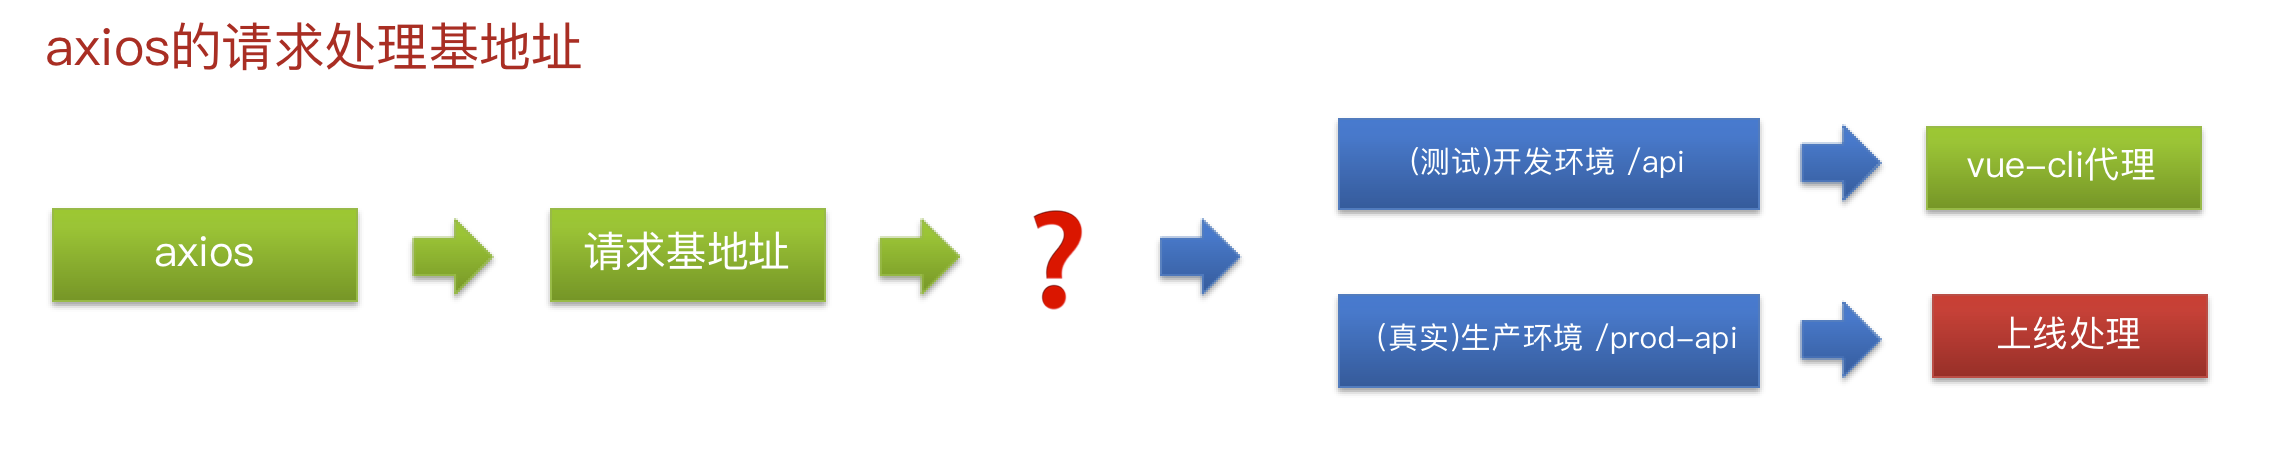 axios的请求处理基地址
axios
请求基地址
?
(测试)开发环境 /api
vue-cli代理
(真实)生产环境 /prod-api
上线处理